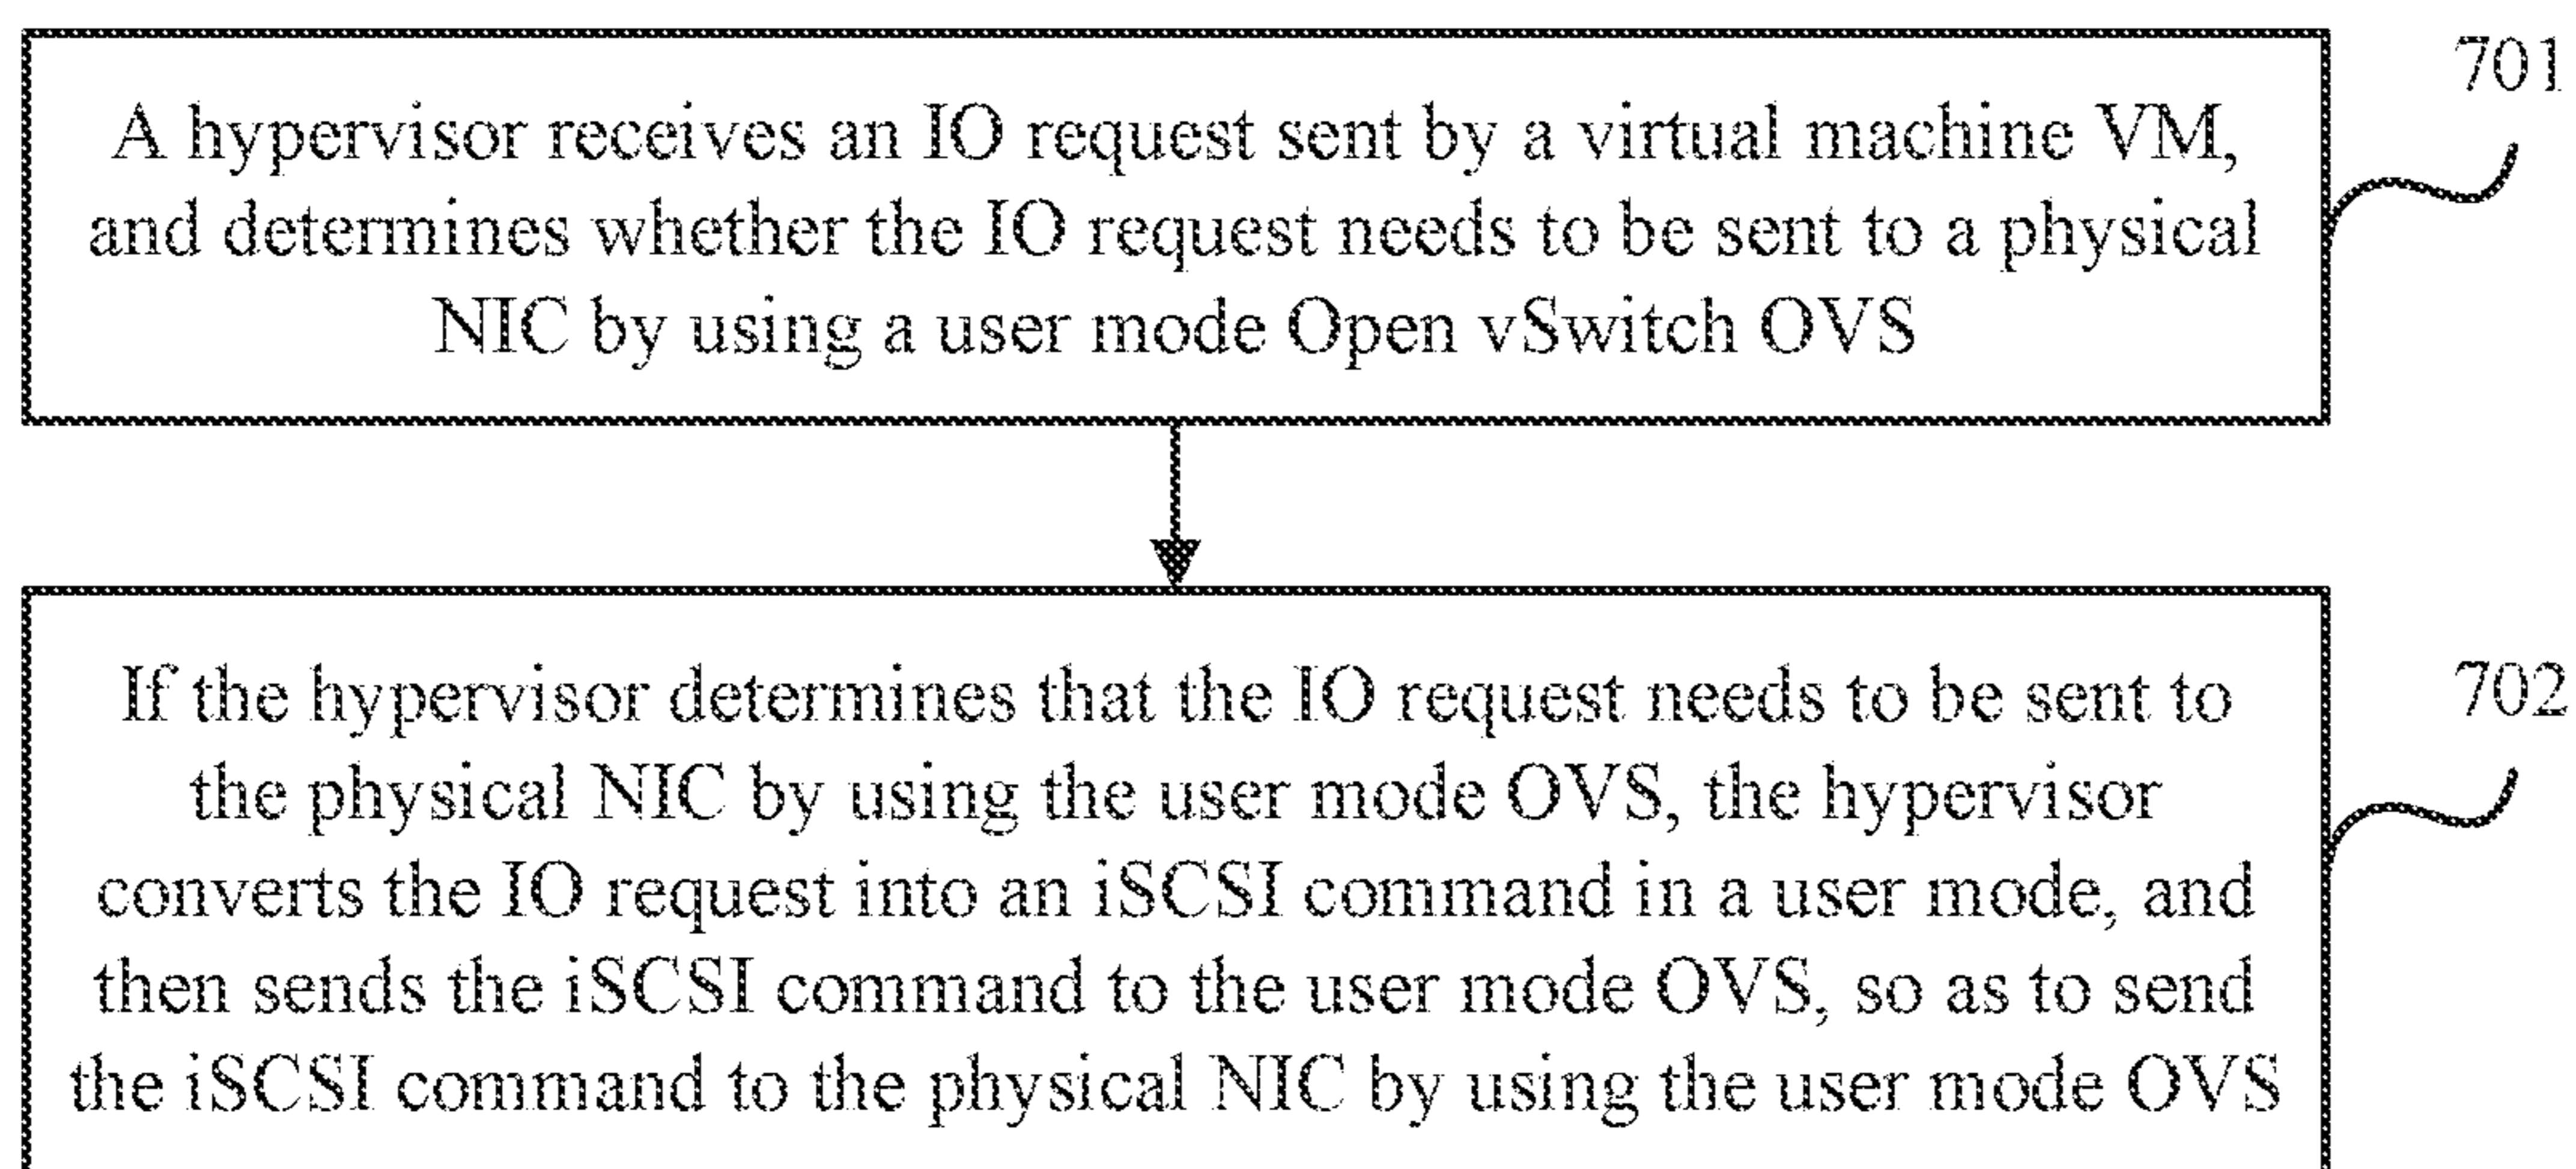 A hypervisor receives an IO request sent by a virtual machine VM,
and determines whether the IO request needs to be sent to a physical
NIC by using a user mode Open vSwitch OVS
701
If the hypervisor determines that the IO request needs to be sent to
the physical NIC by using the user mode OVS, the hypervisor
converts the IO request into an iSCSI command in a user mode, and
then sends the iSCSI command to the user mode OVS, so as to send
the iSCSI command to the physical NIC by using the user mode OVS
702